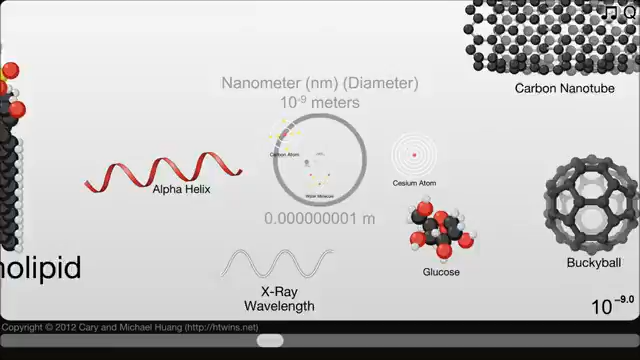 Carbon Nanotube
Nanometer (nm) (Diameter)
10⁻⁹ meters
Carbon Atom
Water Molecule
Cesium Atom
Alpha Helix
0.000000001 m
nolipid
Glucose
Buckyball
X-Ray
Wavelength
10⁻⁹·⁰
Copyright © 2012 Cary and Michael Huang (http://htwins.net)